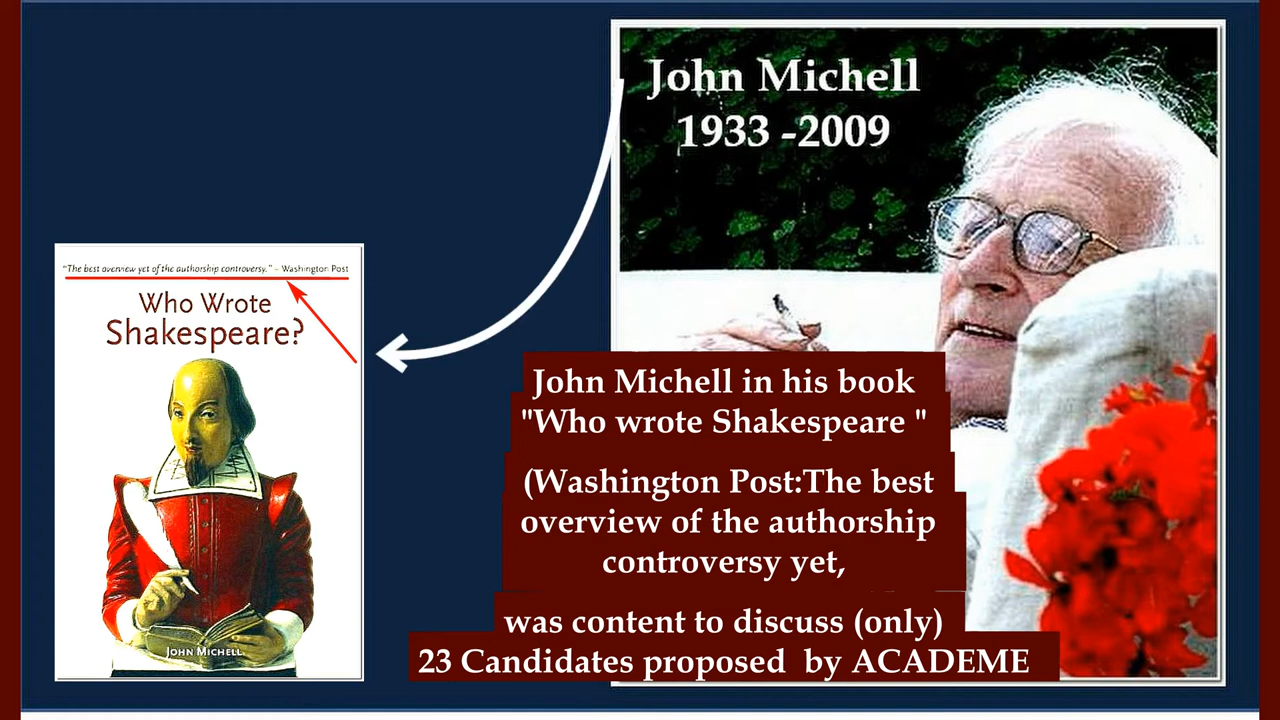 John Michell
1933 -2009
"The best overview yet of the authorship controversy." – Washington Post
Who Wrote
Shakespeare?
JOHN MICHELL
John Michell in his book
"Who wrote Shakespeare "
(Washington Post:The best
overview of the authorship
controversy yet,
was content to discuss (only)
23 Candidates proposed by ACADEME